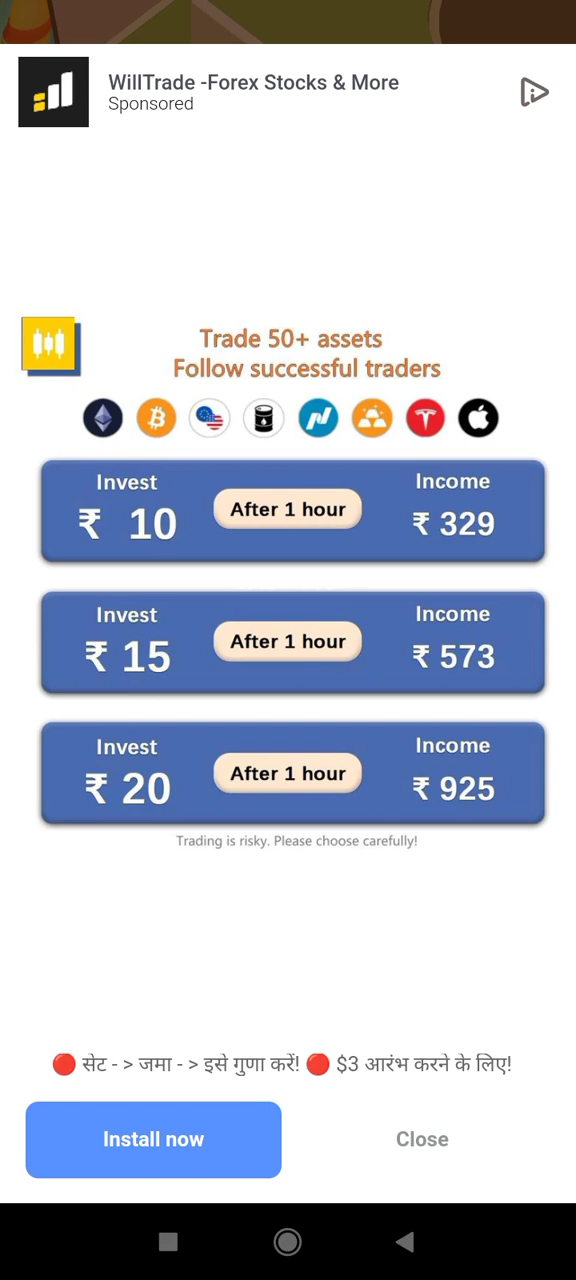 WillTrade -Forex Stocks & More
Sponsored
Trade 50+ assets
Follow successful traders
Invest
₹ 10
After 1 hour
Income
₹ 329
Invest
₹ 15
After 1 hour
Income
₹ 573
Invest
₹ 20
After 1 hour
Income
₹ 925
Trading is risky. Please choose carefully!
🔴 सेट - > जमा - > इसे गुणा करें! 🔴 $3 आरंभ करने के लिए!
Install now
Close